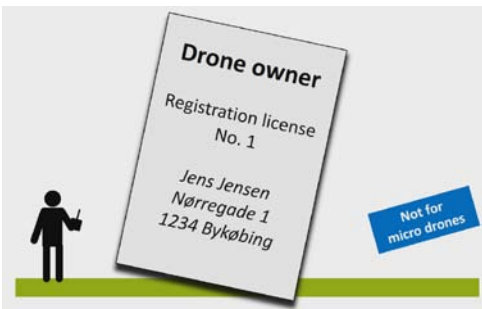 Drone owner
Registration license
No. 1
Jens Jensen
Nørregade 1
1234 Bykøbing
Not for
micro drones